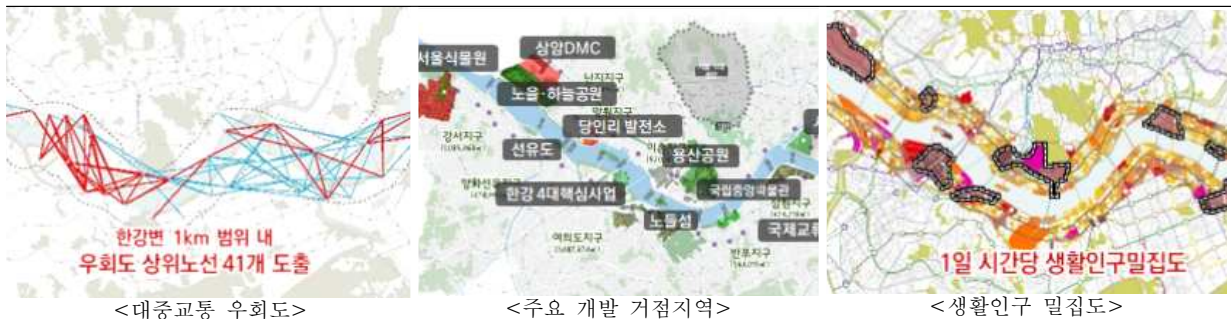 한강변 1km 범위 내
우회도 상위노선 41개 도출
<대중교통 우회도>
서울식물원
상암DMC
난지지구
노을·하늘공원
강서지구
당인리 발전소
선유도
용산공원
한강 4대핵심사업
국립중앙박물관
노들섬
여의도지구
국제교류
반포지구
<주요 개발 거점지역>
1일 시간당 생활인구밀집도
<생활인구 밀집도>